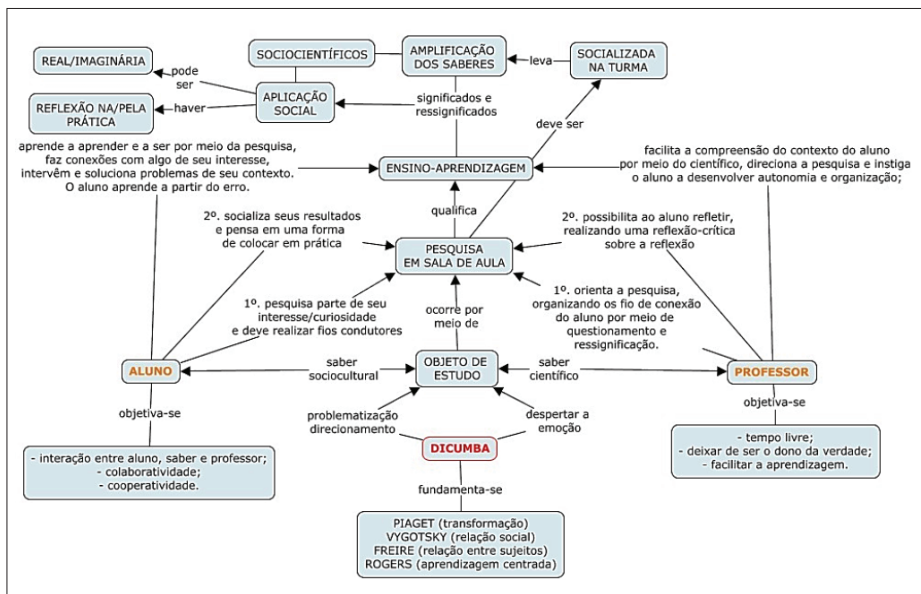 SOCIOCIENTÍFICOS
AMPLIFICAÇÃO
DOS SABERES
SOCIALIZADA
NA TURMA
leva
REAL/IMAGINÁRIA
pode
ser
REFLEXÃO NA/PELA
PRÁTICA
haver
APLICAÇÃO
SOCIAL
significados e
ressignificados
deve ser
aprende a aprender e a ser por meio da pesquisa,
faz conexões com algo de seu interesse,
intervêm e soluciona problemas de seu contexto.
O aluno aprende a partir do erro.
ENSINO-APRENDIZAGEM
facilita a compreensão do contexto do aluno
por meio do científico, direciona a pesquisa e instiga
o aluno a desenvolver autonomia e organização;
qualifica
2º. socializa seus resultados
e pensa em uma forma
de colocar em prática
PESQUISA
EM SALA DE AULA
2º. possibilita ao aluno refletir,
realizando uma reflexão-crítica
sobre a reflexão
1º. pesquisa parte de seu
interesse/curiosidade
e deve realizar fios condutores
ocorre por
meio de
1º. orienta a pesquisa,
organizando os fio de conexão
do aluno por meio de
questionamento e
ressignificação.
ALUNO
saber
sociocultural
OBJETO DE
ESTUDO
saber
científico
PROFESSOR
objetiva-se
problematização
direcionamento
despertar a
emoção
objetiva-se
- interação entre aluno, saber e professor;
- colaboratividade;
- cooperatividade.
DICUMBA
- tempo livre;
- deixar de ser o dono da verdade;
- facilitar a aprendizagem.
fundamenta-se
PIAGET (transformação)
VYGOTSKY (relação social)
FREIRE (relação entre sujeitos)
ROGERS (aprendizagem centrada)